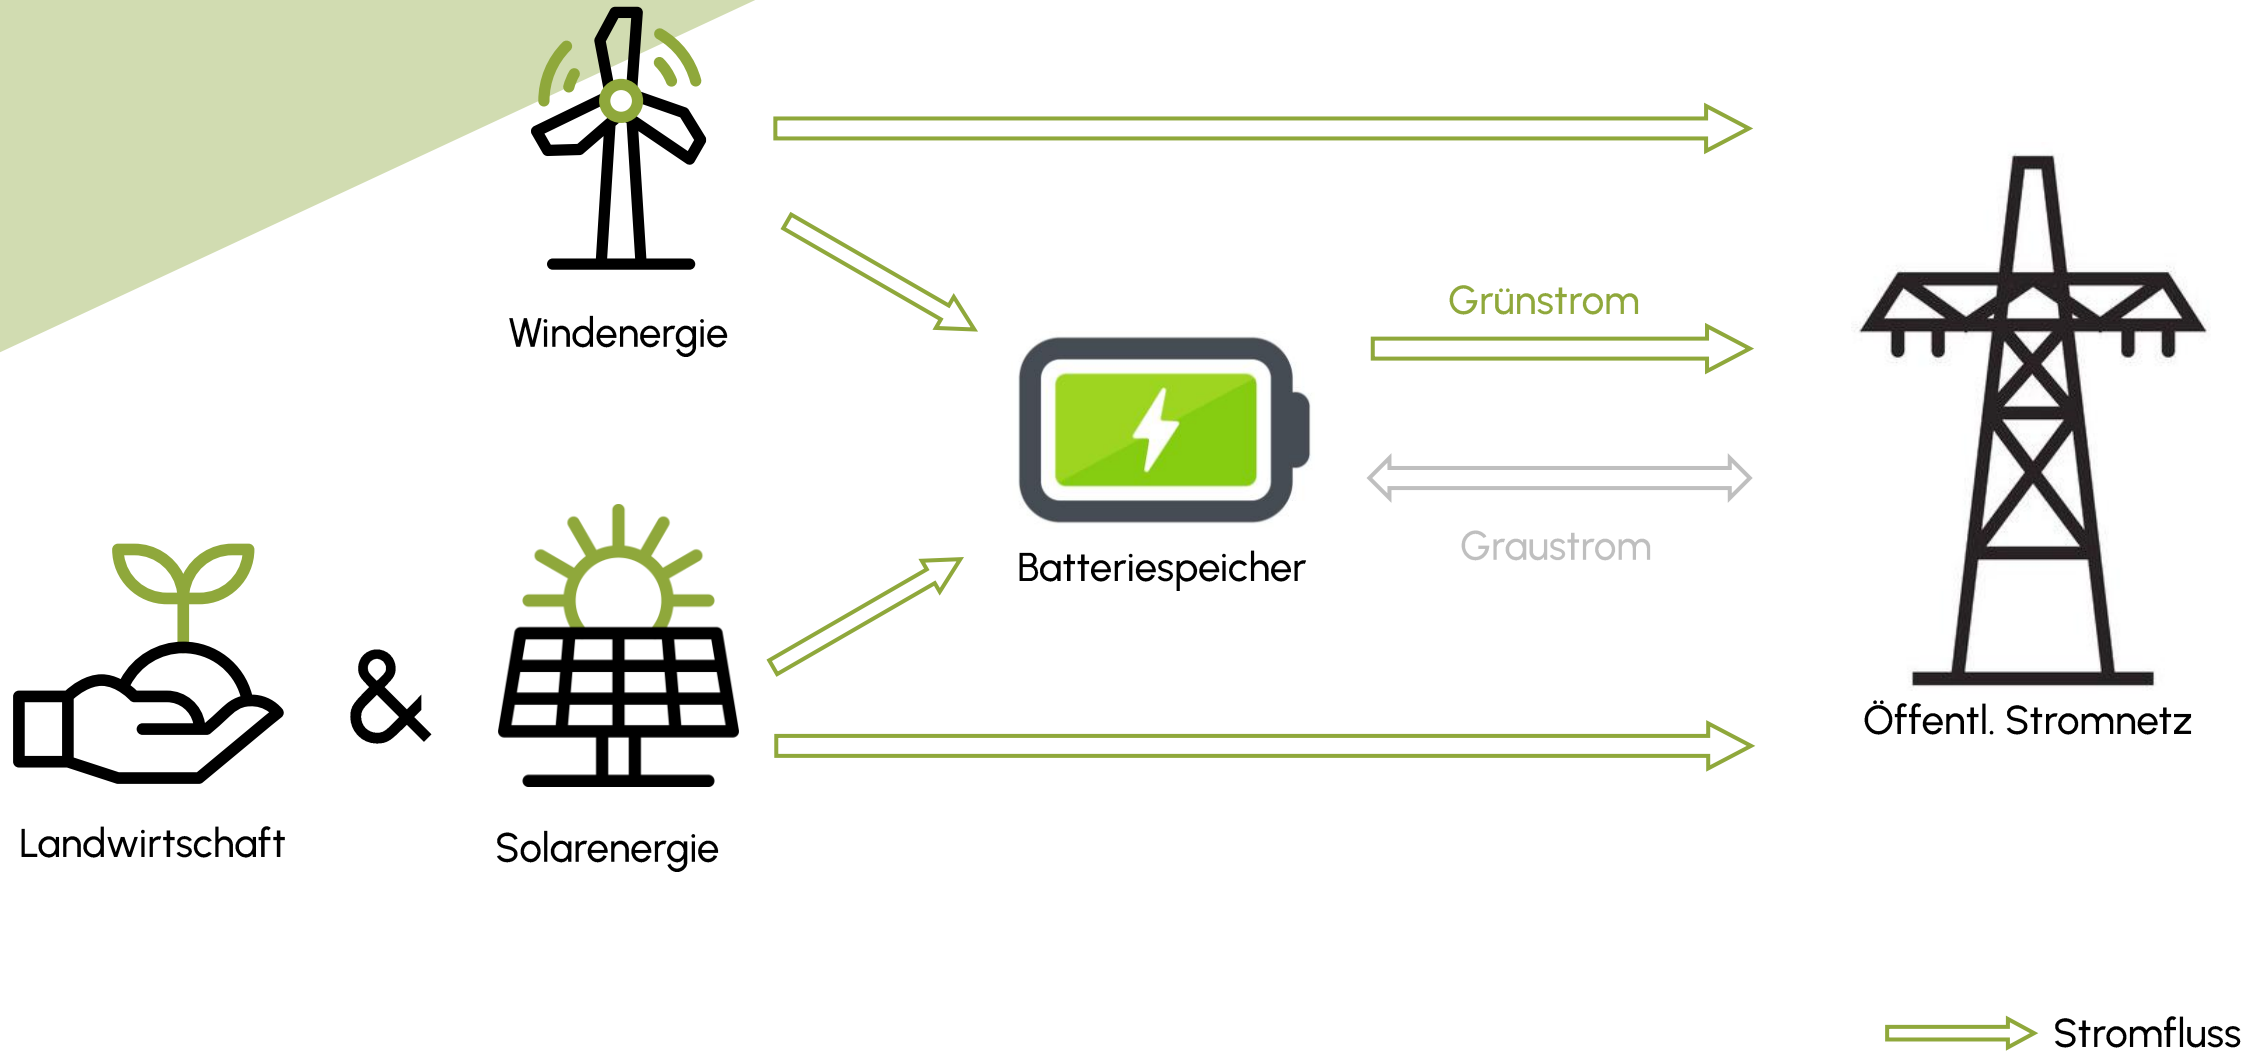 Windenergie
Grünstrom
Batteriespeicher
Graustrom
&
Öffentl. Stromnetz
Landwirtschaft
Solarenergie
Stromfluss